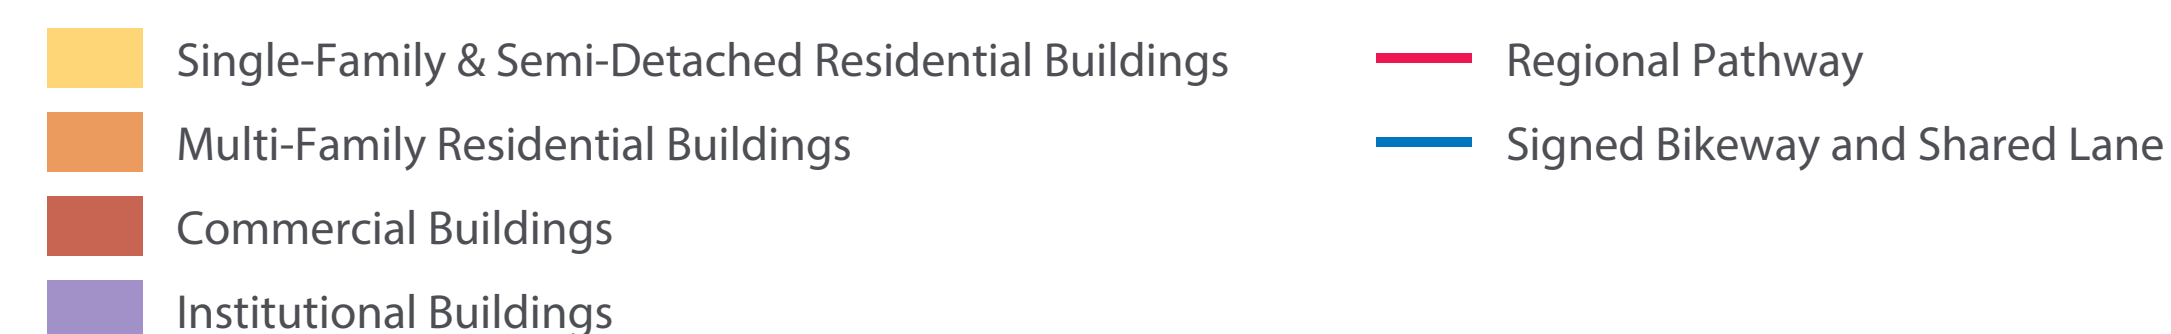 Single-Family & Semi-Detached Residential Buildings
Multi-Family Residential Buildings
Commercial Buildings
Institutional Buildings
Regional Pathway
Signed Bikeway and Shared Lane